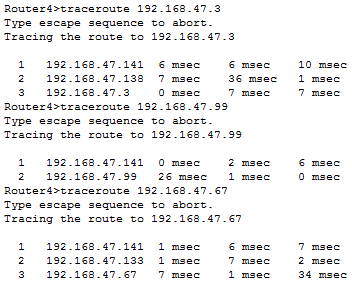 Router4>traceroute 192.168.47.3
Type escape sequence to abort.
Tracing the route to 192.168.47.3
1 192.168.47.141 6 msec 6 msec 10 msec
2 192.168.47.138 7 msec 36 msec 1 msec
3 192.168.47.3 0 msec 7 msec 7 msec
Router4>traceroute 192.168.47.99
Type escape sequence to abort.
Tracing the route to 192.168.47.99
1 192.168.47.141 0 msec 2 msec 6 msec
2 192.168.47.99 26 msec 1 msec 0 msec
Router4>traceroute 192.168.47.67
Type escape sequence to abort.
Tracing the route to 192.168.47.67
1 192.168.47.141 1 msec 6 msec 7 msec
2 192.168.47.133 1 msec 7 msec 2 msec
3 192.168.47.67 7 msec 1 msec 34 msec